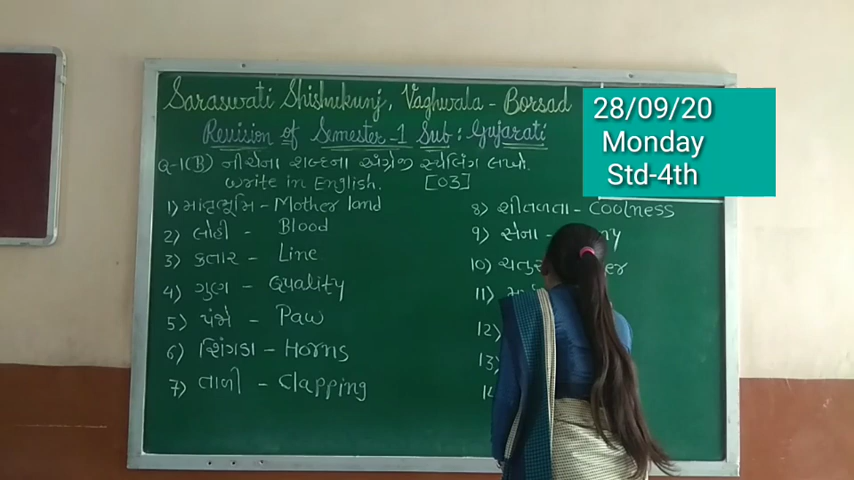 Saraswati Shishukunj, Vaghwala - Borsad
Revision of Semester-1 Sub: Gujarati
28/09/20
Monday
Std-4th
Q-1(B) નીચેના શબ્દના અંગ્રેજી સ્પેલિંગ લખો.
write in English. [03]
1) માતૃભૂમિ - Mother land
2) લોહી - Blood
3) કતાર - Line
4) ગુણ - Quality
5) પંજો - Paw
6) શિંગડા - Horns
7) તાળી - Clapping
8) શીતળતા - Coolness
9) સેના -
10)
11)
12)
13)